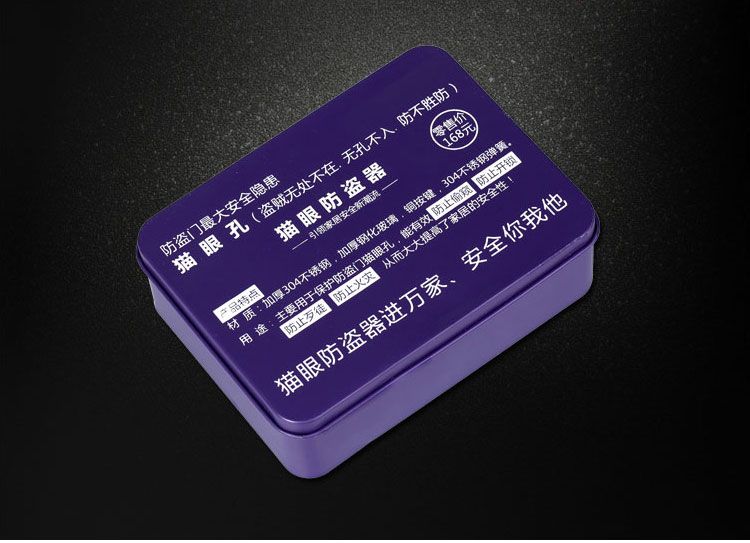 防盗门最大安全隐患
猫眼孔（盗贼无处不在，无孔不入，防不胜防）
零售价
168元
猫眼防盗器
引领家居安全新潮流
产品特点
材 质：加厚304不锈钢，加厚钢化玻璃，铜按键，304不锈钢弹簧。
用 途：主要用于保护防盗门猫眼孔，能有效 防止偷窥 防止开锁
防止歹徒 防止火灾 从而大大提高了家居的安全性！
猫眼防盗器进万家、安全你我他